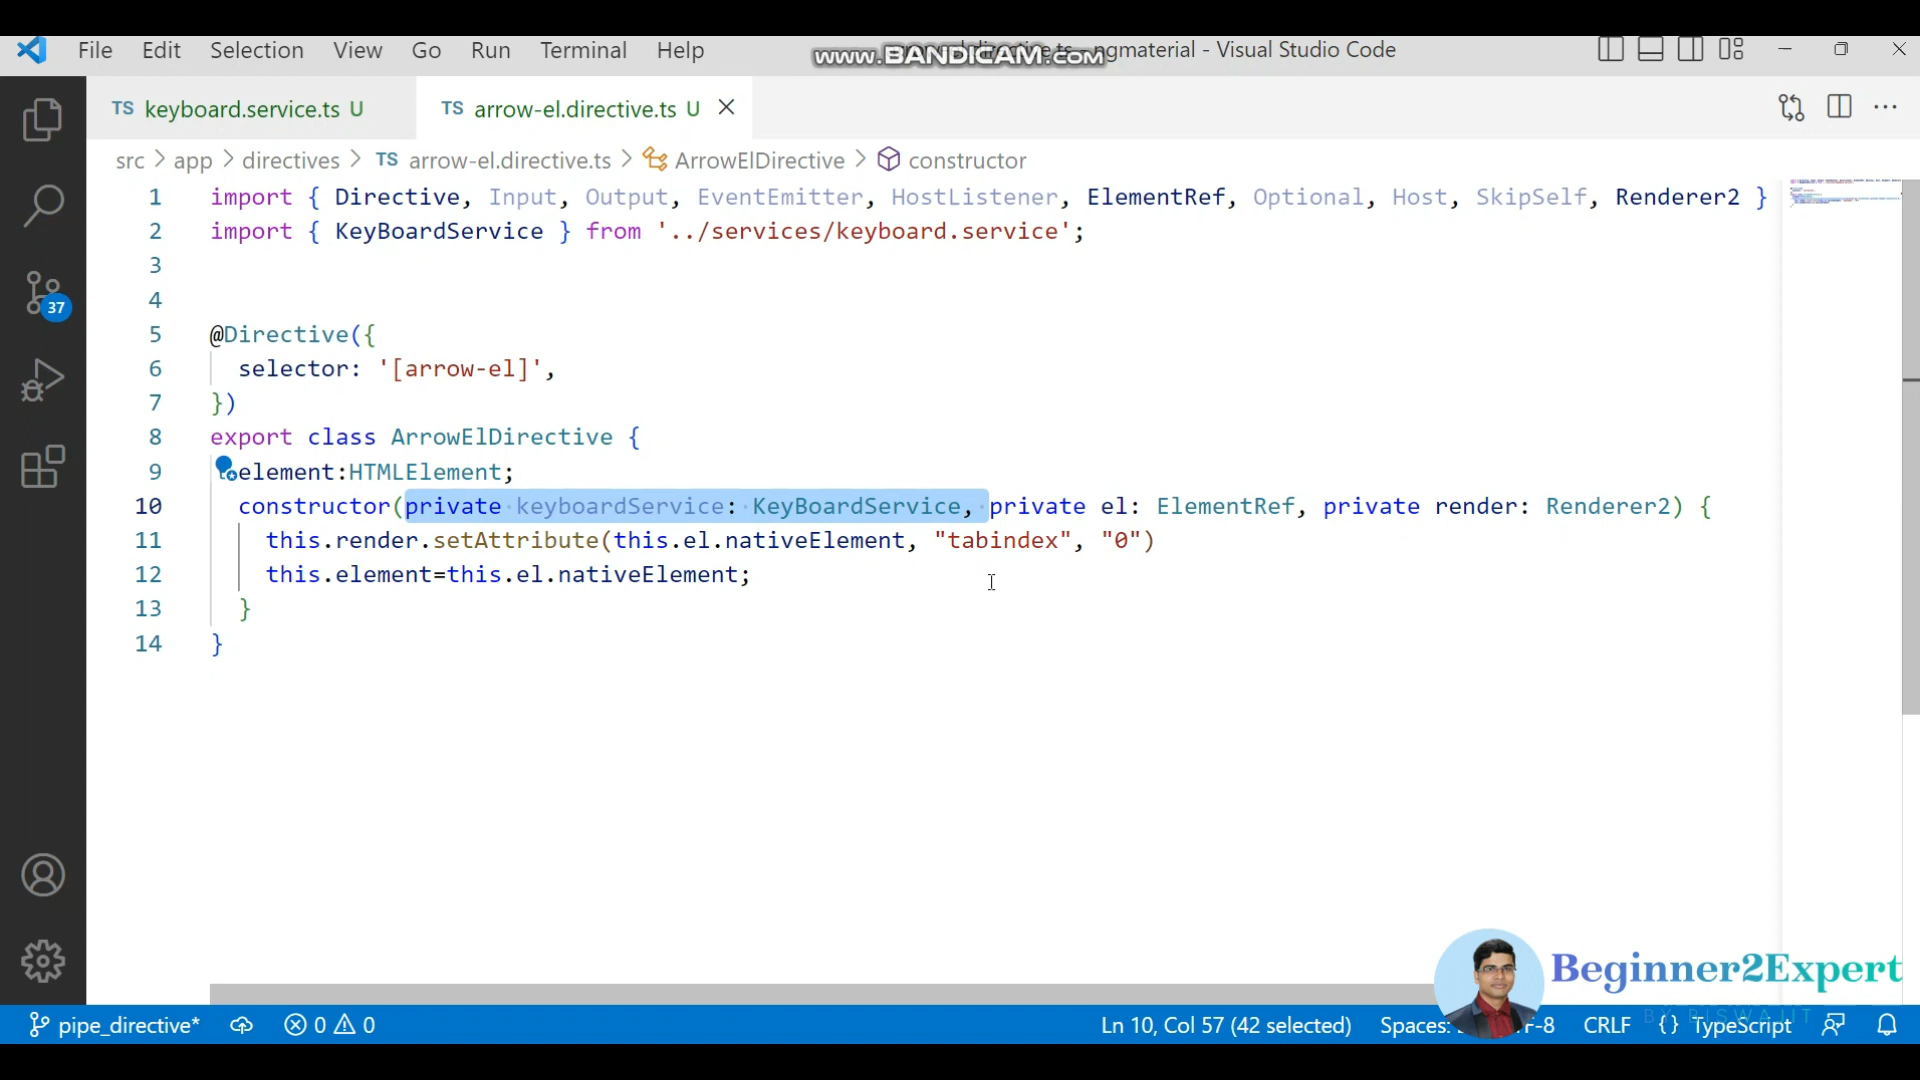 File Edit Selection View Go Run Terminal Help
www.BANDICAM.com
ngmaterial - Visual Studio Code
TS keyboard.service.ts U
TS arrow-el.directive.ts U
src > app > directives > TS arrow-el.directive.ts > ArrowElDirective > constructor
1 import { Directive, Input, Output, EventEmitter, HostListener, ElementRef, Optional, Host, SkipSelf, Renderer2 }
2 import { KeyBoardService } from '../services/keyboard.service';
3
4
5 @Directive({
6 selector: '[arrow-el]',
7 })
8 export class ArrowElDirective {
9 element:HTMLElement;
10 constructor(private keyboardService: KeyBoardService, private el: ElementRef, private render: Renderer2) {
11 this.render.setAttribute(this.el.nativeElement, "tabindex", "0")
12 this.element=this.el.nativeElement;
13 }
14 }
37
Beginner2Expert
BY BISWAJIT
pipe_directive* 0 0 Ln 10, Col 57 (42 selected) Spaces: CRLF {} TypeScript